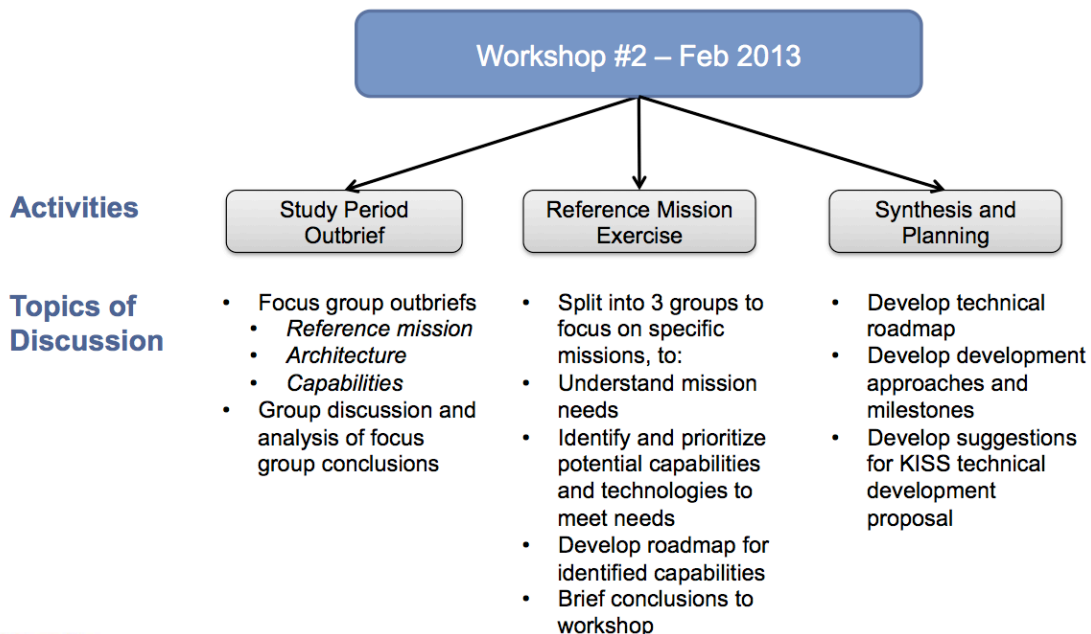 Workshop #2 – Feb 2013
Activities
Study Period
Outbrief
Reference Mission
Exercise
Synthesis and
Planning
Topics of
Discussion
• Focus group outbriefs
• Reference mission
• Architecture
• Capabilities
• Group discussion and
analysis of focus
group conclusions
• Split into 3 groups to
focus on specific
missions, to:
• Understand mission
needs
• Identify and prioritize
potential capabilities
and technologies to
meet needs
• Develop roadmap for
identified capabilities
• Brief conclusions to
workshop
• Develop technical
roadmap
• Develop development
approaches and
milestones
• Develop suggestions
for KISS technical
development
proposal